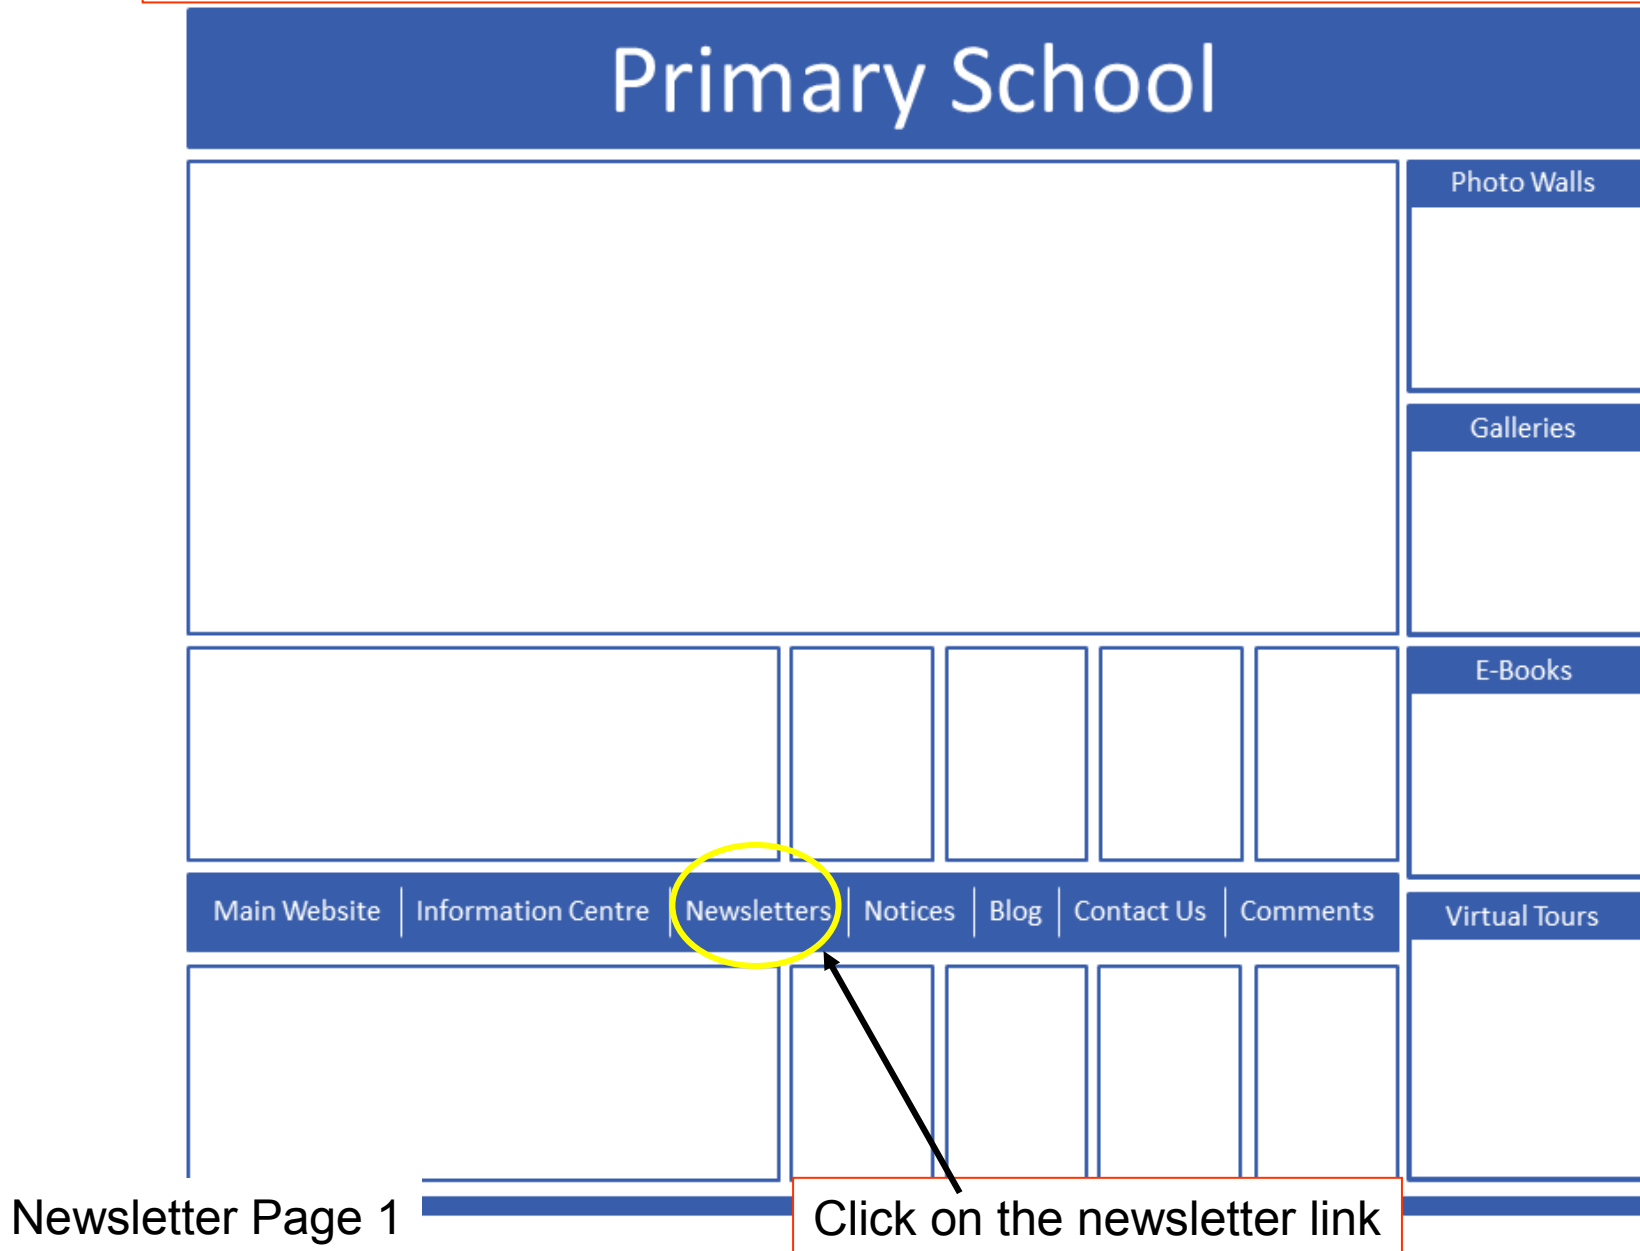 Primary School
Photo Walls
Galleries
E-Books
Main Website Information Centre Newsletters Notices Blog Contact Us Comments
Virtual Tours
Newsletter Page 1
Click on the newsletter link